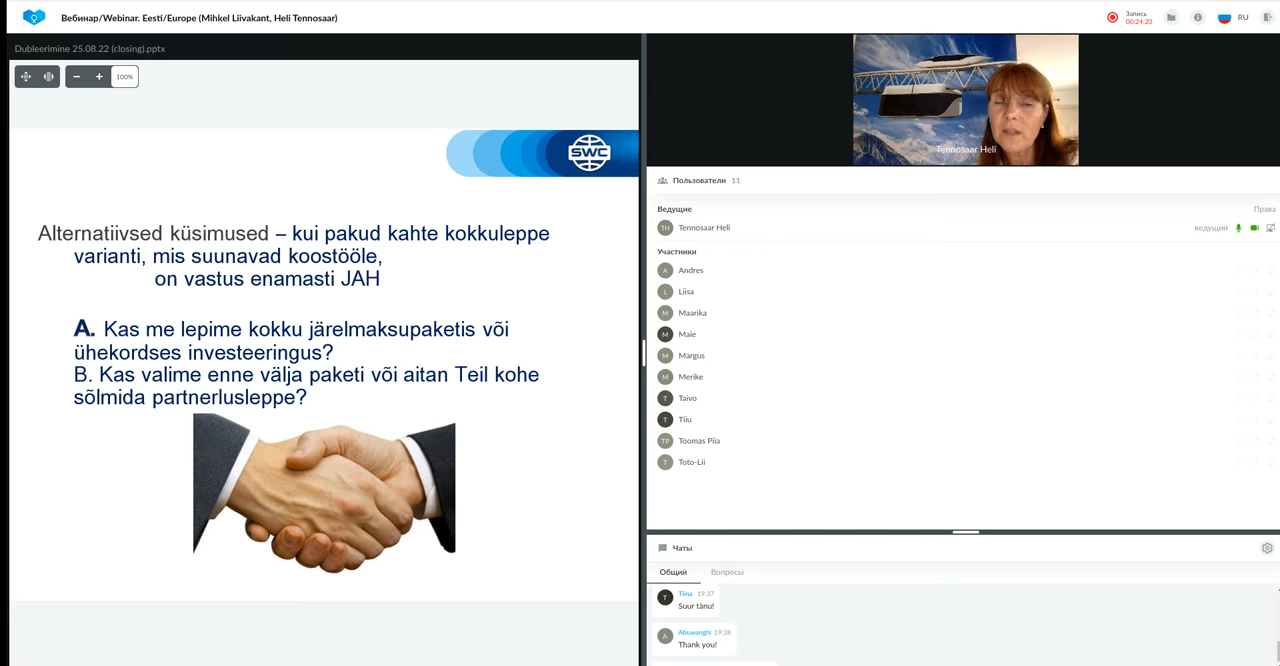 Вебинар/Webinar. Eesti/Europe (Mihkel Liivakant, Heli Tennosaar)
Запись
00:24:20
RU
Dubleerimine 25.08.22 (closing).pptx
100%
SWC
Alternatiivsed küsimused – kui pakud kahte kokkuleppe
varianti, mis suunavad koostööle,
on vastus enamasti JAH
A. Kas me lepime kokku järelmaksupaketis või
ühekordses investeeringus?
B. Kas valime enne välja paketi või aitan Teil kohe
sõlmida partnerlusleppe?
Tennosaar Heli
Пользователи 11
Ведущие
Права
TH Tennosaar Heli
ведущий
Участники
A Andres
L Liisa
M Maarika
M Maie
M Margus
M Merike
T Taivo
T Tiiu
TP Toomas Piia
T Toto-Lii
Чаты
Общий
Вопросы
T Tiina 19:37
Suur tänu!
A Abuwanghi 19:38
Thank you!